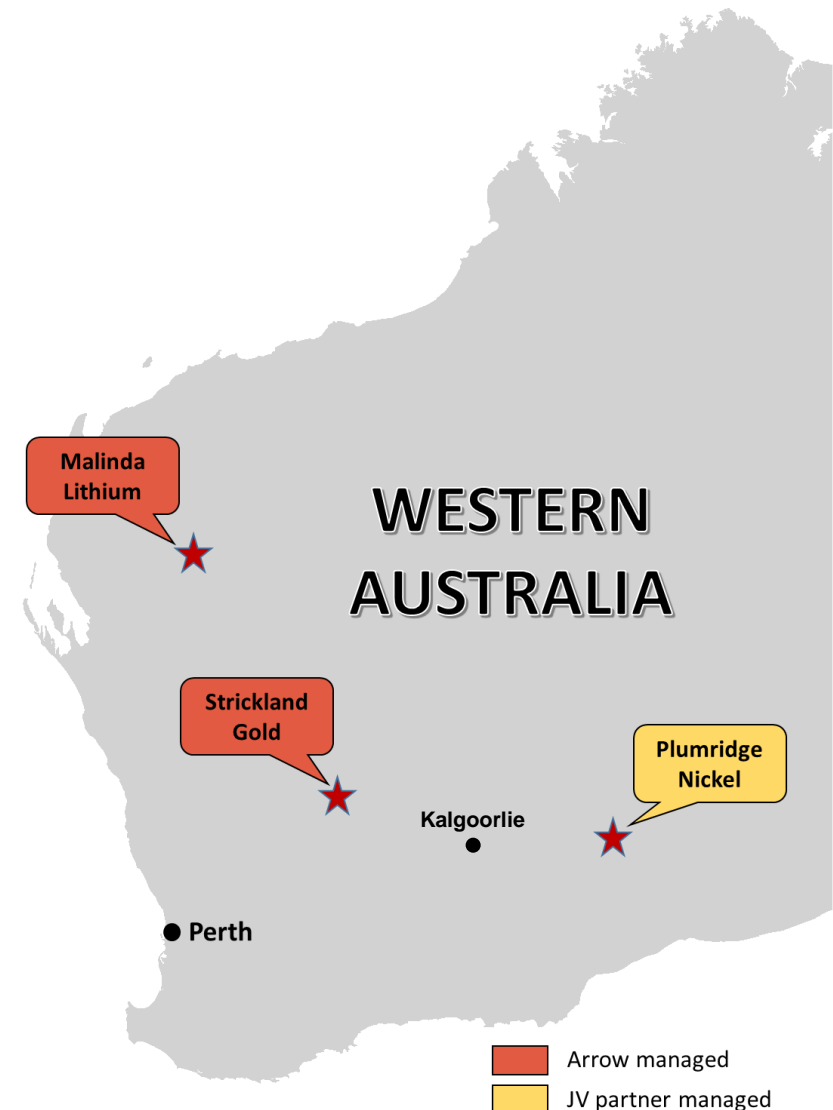 Malinda
Lithium
WESTERN
AUSTRALIA
Strickland
Gold
Plumridge
Nickel
Kalgoorlie
Perth
Arrow managed
JV partner managed